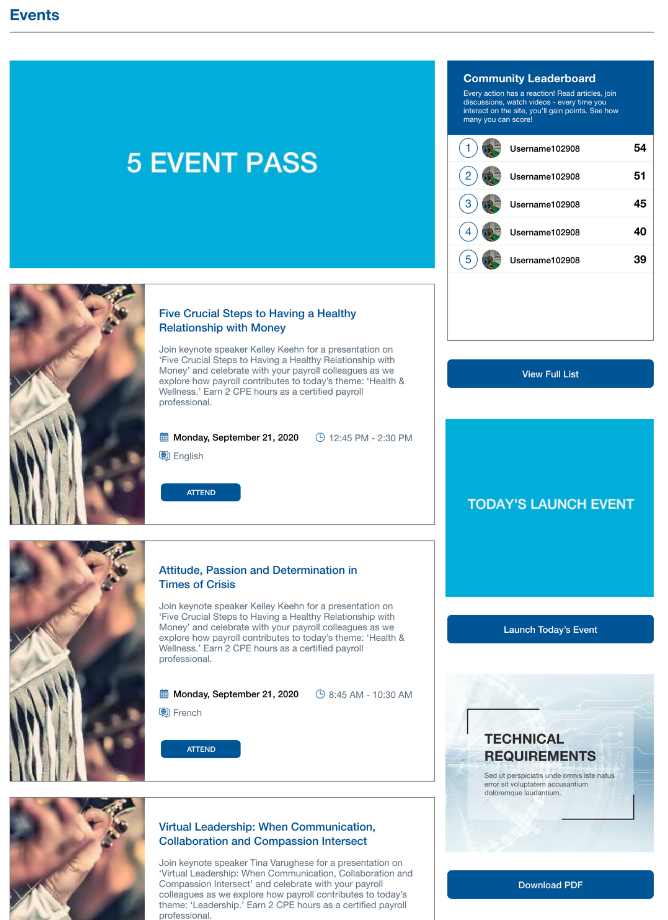 Events
5 EVENT PASS
Five Crucial Steps to Having a Healthy
Relationship with Money
Join keynote speaker Kelley Keehn for a presentation on
‘Five Crucial Steps to Having a Healthy Relationship with
Money’ and celebrate with your payroll colleagues as we
explore how payroll contributes to today’s theme: ‘Health &
Wellness.’ Earn 2 CPE hours as a certified payroll
professional.
Monday, September 21, 2020 12:45 PM - 2:30 PM
English
ATTEND
Attitude, Passion and Determination in
Times of Crisis
Join keynote speaker Kelley Keehn for a presentation on
‘Five Crucial Steps to Having a Healthy Relationship with
Money’ and celebrate with your payroll colleagues as we
explore how payroll contributes to today’s theme: ‘Health &
Wellness.’ Earn 2 CPE hours as a certified payroll
professional.
Monday, September 21, 2020 8:45 AM - 10:30 AM
French
ATTEND
Virtual Leadership: When Communication,
Collaboration and Compassion Intersect
Join keynote speaker Tina Varughese for a presentation on
‘Virtual Leadership: When Communication, Collaboration and
Compassion Intersect’ and celebrate with your payroll
colleagues as we explore how payroll contributes to today’s
theme: ‘Leadership.’ Earn 2 CPE hours as a certified payroll
professional.
Community Leaderboard
Every action has a reaction! Read articles, join
discussions, watch videos - every time you
interact on the site, you’ll gain points. See how
many you can score!
1 Username102908 54
2 Username102908 51
3 Username102908 45
4 Username102908 40
5 Username102908 39
View Full List
TODAY’S LAUNCH EVENT
Launch Today’s Event
TECHNICAL
REQUIREMENTS
Sed ut perspiciatis unde omnis iste natus
error sit voluptatem accusantium
doloremque laudantium.
Download PDF